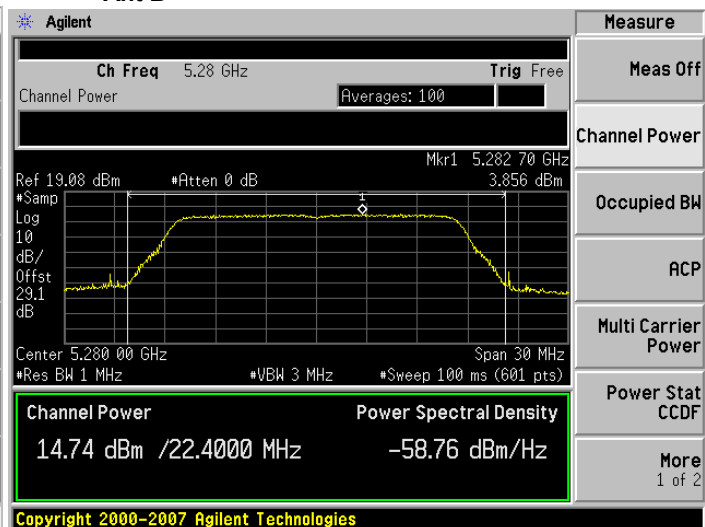 Agilent
Measure
Ch Freq 5.28 GHz Trig Free
Channel Power Averages: 100
Mkr1 5.282 70 GHz
Ref 19.08 dBm #Atten 0 dB 3.856 dBm
#Samp
Log
10
dB/
Offst
29.1
dB
1
Center 5.280 00 GHz Span 30 MHz
#Res BW 1 MHz #VBW 3 MHz #Sweep 100 ms (601 pts)
Channel Power Power Spectral Density
14.74 dBm /22.4000 MHz -58.76 dBm/Hz
Meas Off
Channel Power
Occupied BW
ACP
Multi Carrier
Power
Power Stat
CCDF
More
1 of 2
Copyright 2000-2007 Agilent Technologies